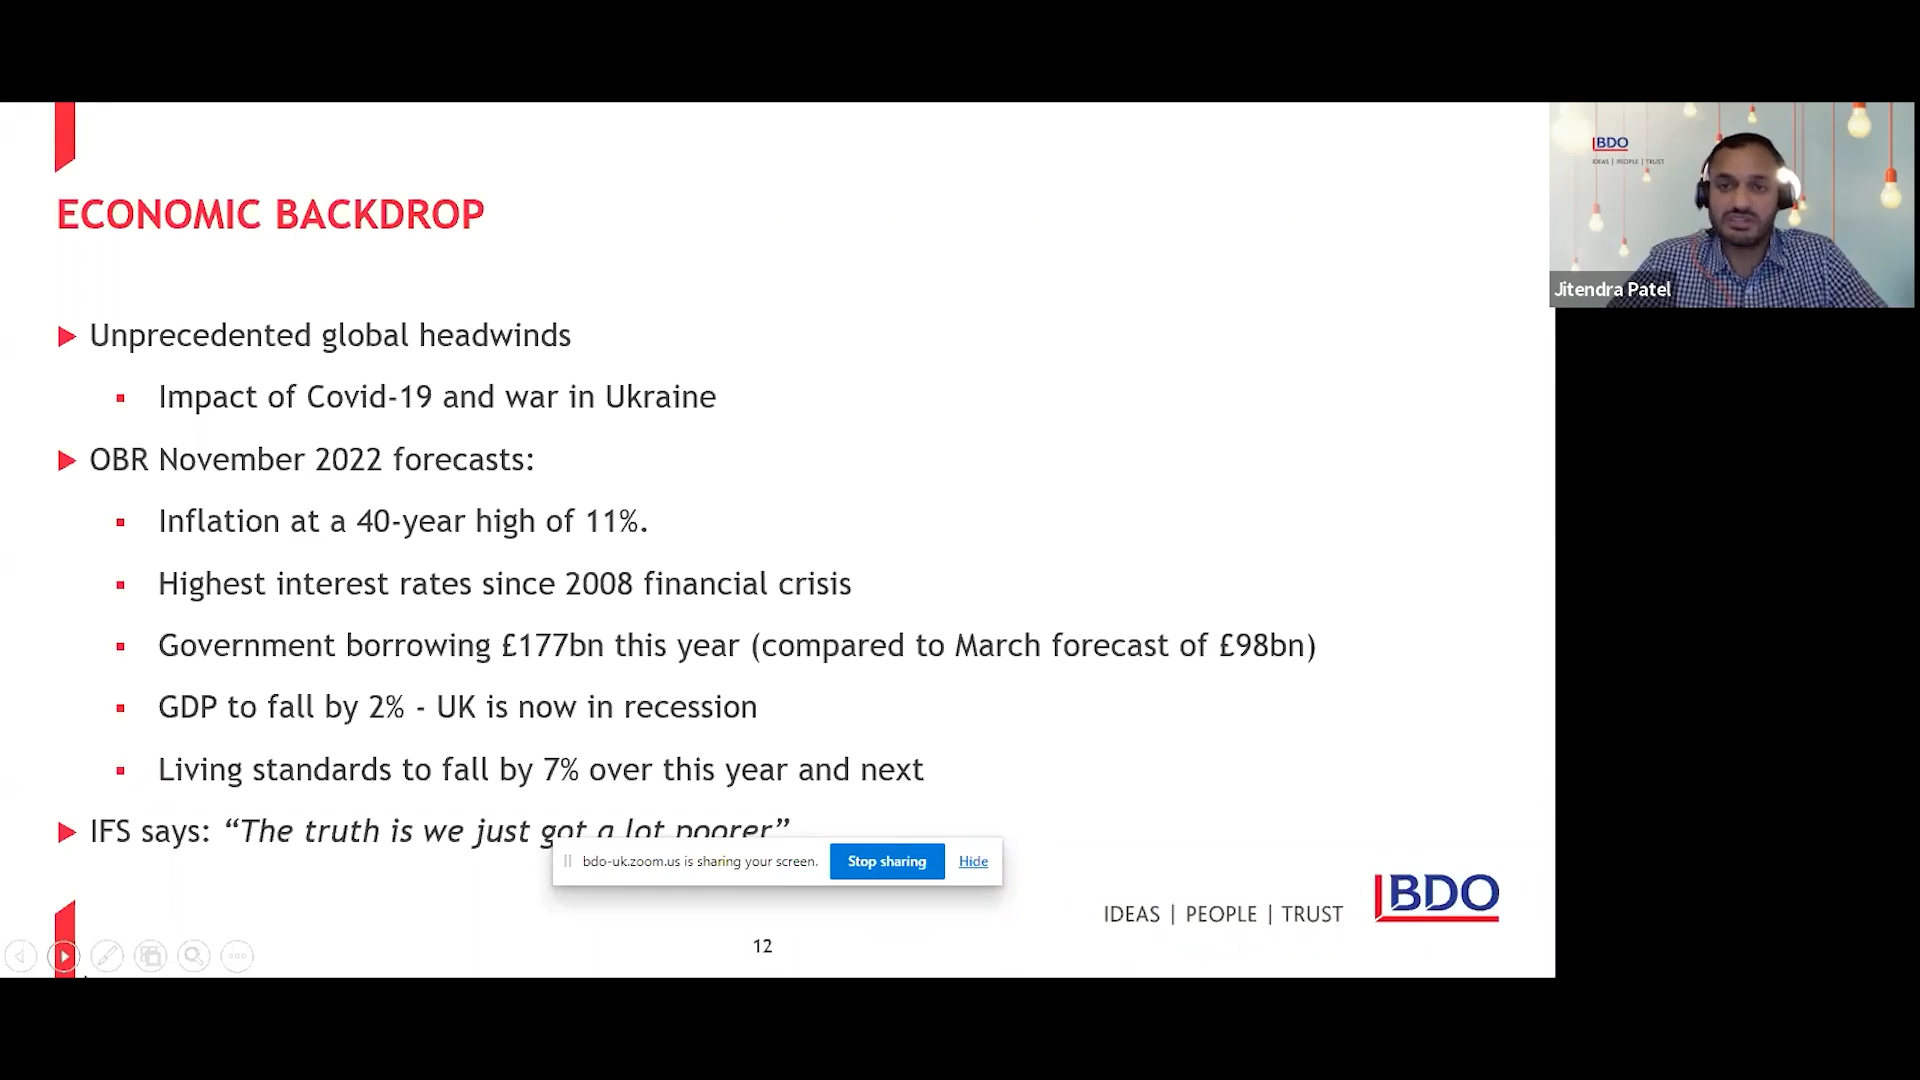 ECONOMIC BACKDROP
Unprecedented global headwinds
Impact of Covid-19 and war in Ukraine
OBR November 2022 forecasts:
Inflation at a 40-year high of 11%.
Highest interest rates since 2008 financial crisis
Government borrowing £177bn this year (compared to March forecast of £98bn)
GDP to fall by 2% - UK is now in recession
Living standards to fall by 7% over this year and next
IFS says: “The truth is we just got a lot poorer”
bdo-uk.zoom.us is sharing your screen. Stop sharing Hide
IDEAS | PEOPLE | TRUST BDO
12
BDO
IDEAS | PEOPLE | TRUST
Jitendra Patel